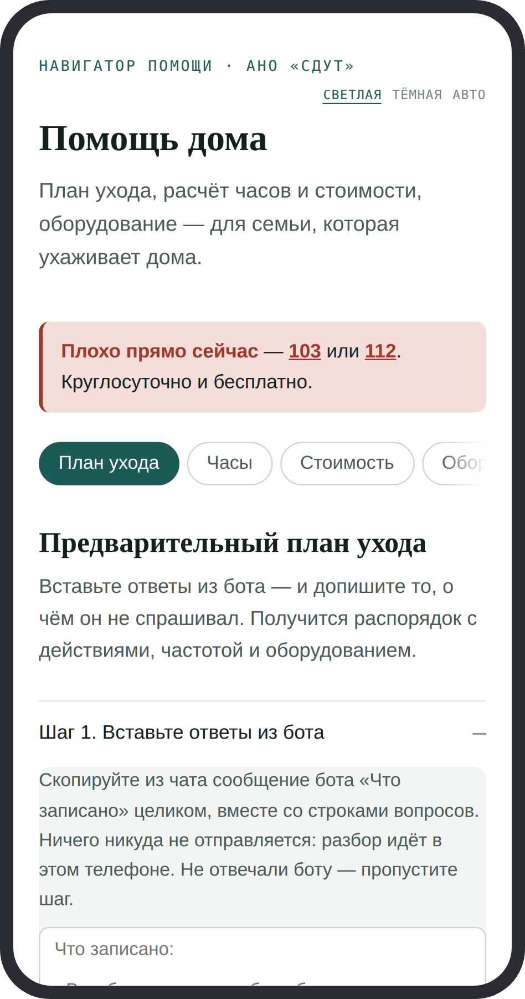 НАВИГАТОР ПОМОЩИ · АНО «СДУТ»
СВЕТЛАЯ ТЁМНАЯ АВТО
Помощь дома
План ухода, расчёт часов и стоимости,
оборудование — для семьи, которая
ухаживает дома.
Плохо прямо сейчас — 103 или 112.
Круглосуточно и бесплатно.
План ухода Часы Стоимость
Предварительный план ухода
Вставьте ответы из бота — и допишите то, о
чём он не спрашивал. Получится распорядок с
действиями, частотой и оборудованием.
Шаг 1. Вставьте ответы из бота —
Скопируйте из чата сообщение бота «Что
записано» целиком, вместе со строками вопросов.
Ничего никуда не отправляется: разбор идёт в
этом телефоне. Не отвечали боту — пропустите
шаг.
Что записано: